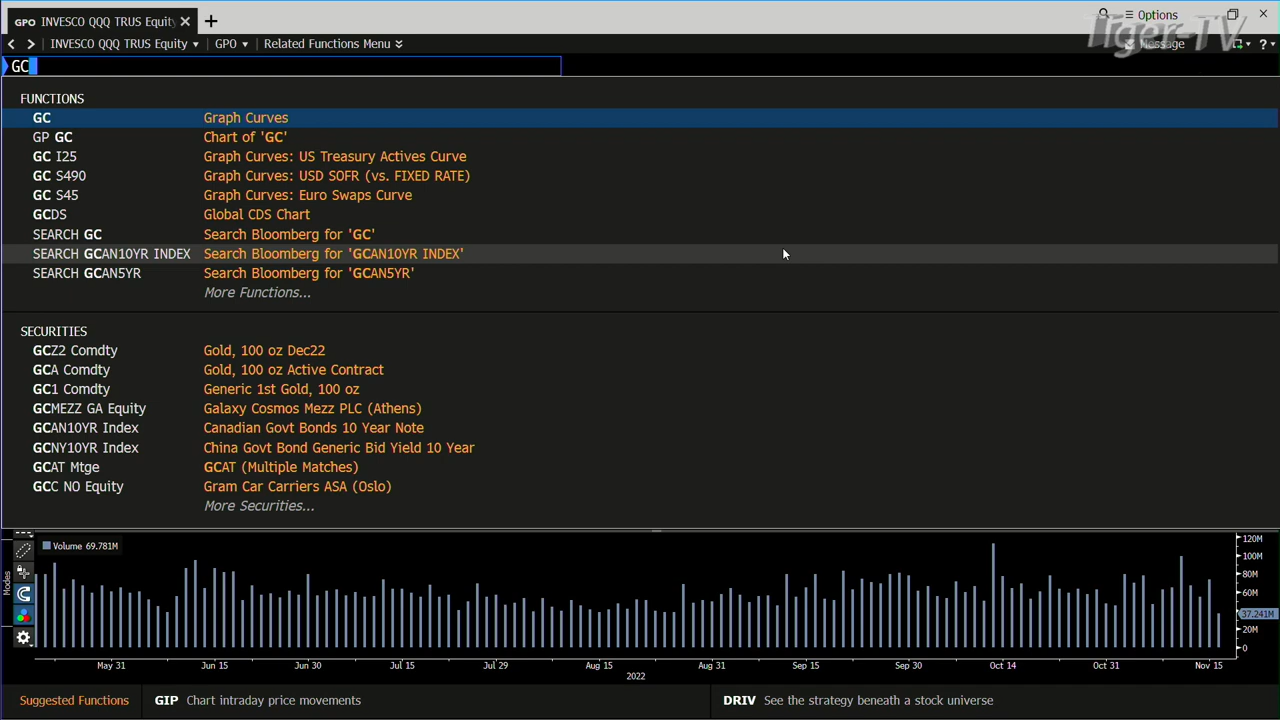 GPO INVESCO QQQ TRUS Equity
Options
INVESCO QQQ TRUS Equity GPO Related Functions Menu
Message ?
Tiger-TV
GC
FUNCTIONS
GC Graph Curves
GP GC Chart of 'GC'
GC I25 Graph Curves: US Treasury Actives Curve
GC S490 Graph Curves: USD SOFR (vs. FIXED RATE)
GC S45 Graph Curves: Euro Swaps Curve
GCDS Global CDS Chart
SEARCH GC Search Bloomberg for 'GC'
SEARCH GCAN10YR INDEX Search Bloomberg for 'GCAN10YR INDEX'
SEARCH GCAN5YR Search Bloomberg for 'GCAN5YR'
More Functions...
SECURITIES
GCZ2 Comdty Gold, 100 oz Dec22
GCA Comdty Gold, 100 oz Active Contract
GC1 Comdty Generic 1st Gold, 100 oz
GCMEZZ GA Equity Galaxy Cosmos Mezz PLC (Athens)
GCAN10YR Index Canadian Govt Bonds 10 Year Note
GCNY10YR Index China Govt Bond Generic Bid Yield 10 Year
GCAT Mtge GCAT (Multiple Matches)
GCC NO Equity Gram Car Carriers ASA (Oslo)
More Securities...
Modes
Volume 69.781M
120M
100M
80M
60M
37.241M
20M
0
May 31 Jun 15 Jun 30 Jul 15 Jul 29 Aug 15 Aug 31 Sep 15 Sep 30 Oct 14 Oct 31 Nov 15
2022
Suggested Functions GIP Chart intraday price movements DRIV See the strategy beneath a stock universe